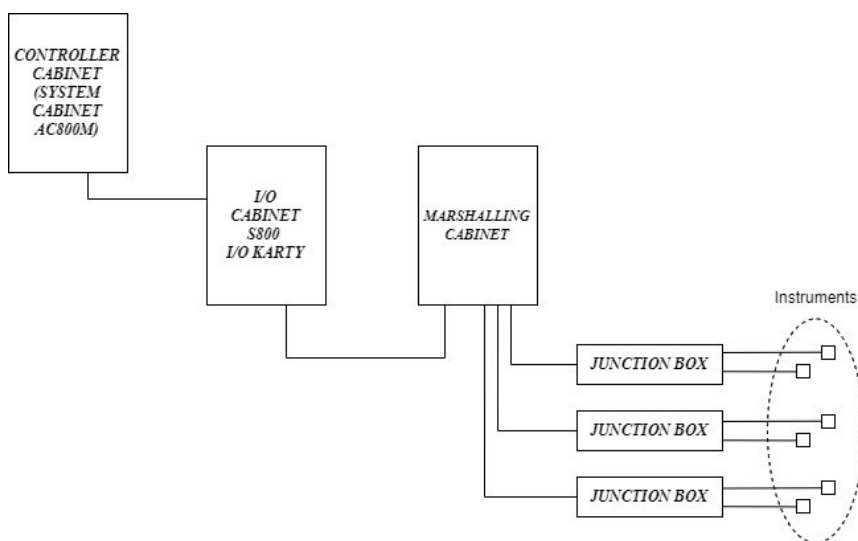 CONTROLLER
CABINET
(SYSTEM
CABINET
AC800M)
I/O
CABINET
S800
I/O KARTY
MARSHALLING
CABINET
Instruments
JUNCTION BOX
JUNCTION BOX
JUNCTION BOX